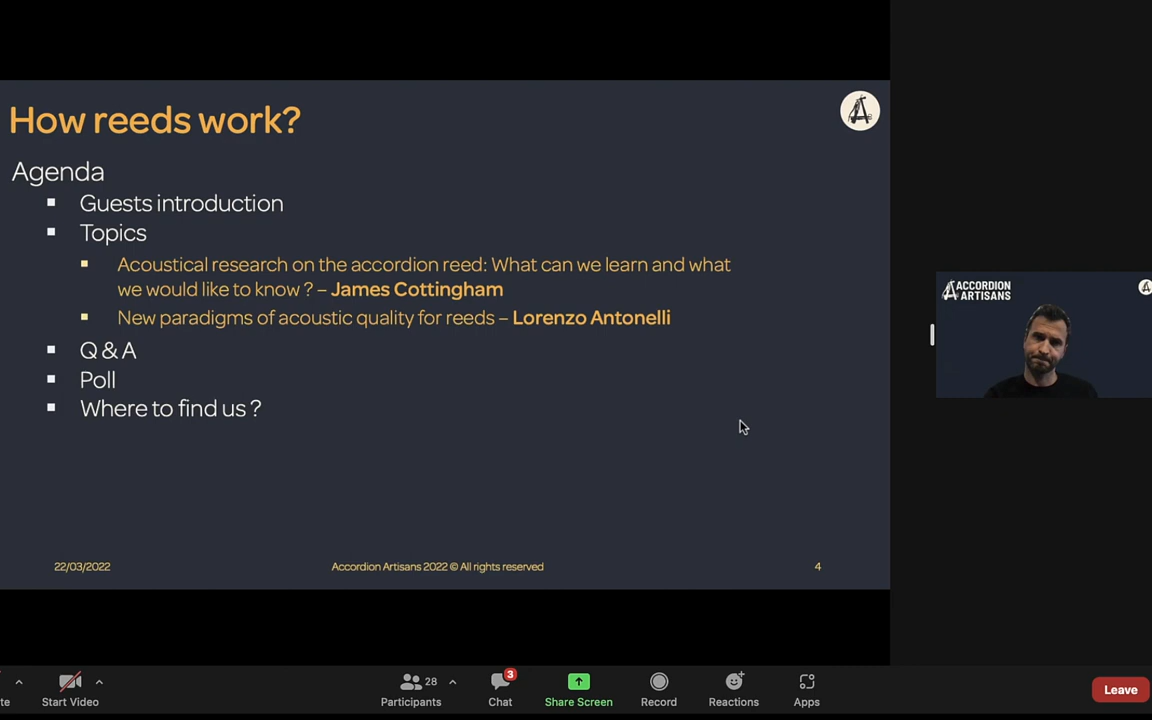 How reeds work?
Agenda
Guests introduction
Topics
Acoustical research on the accordion reed: What can we learn and what
we would like to know ? – James Cottingham
New paradigms of acoustic quality for reeds – Lorenzo Antonelli
Q & A
Poll
Where to find us ?
22/03/2022
Accordion Artisans 2022 © All rights reserved
4
ACCORDION
ARTISANS
te
Start Video
28
Participants
3
Chat
Share Screen
Record
Reactions
Apps
Leave